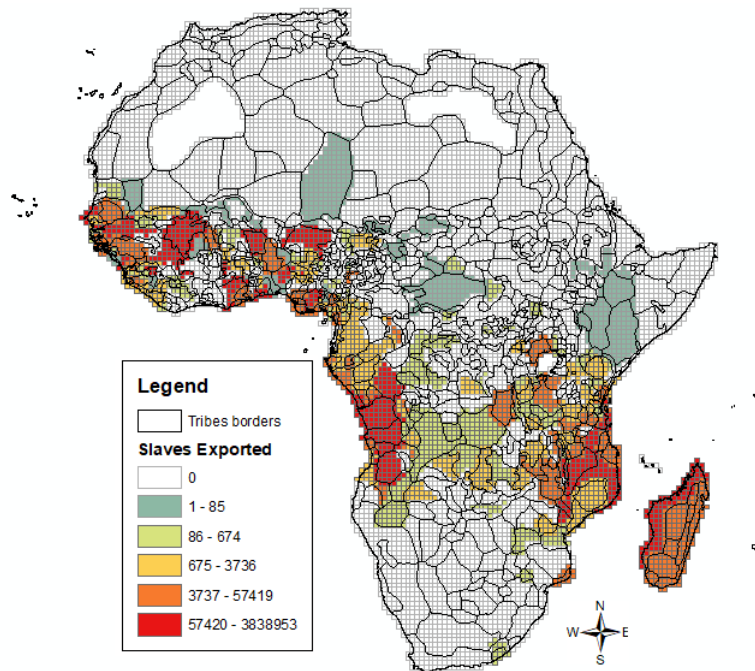 Legend
Tribes borders
Slaves Exported
0
1 - 85
86 - 674
675 - 3736
3737 - 57419
57420 - 3838953
N
W E
S